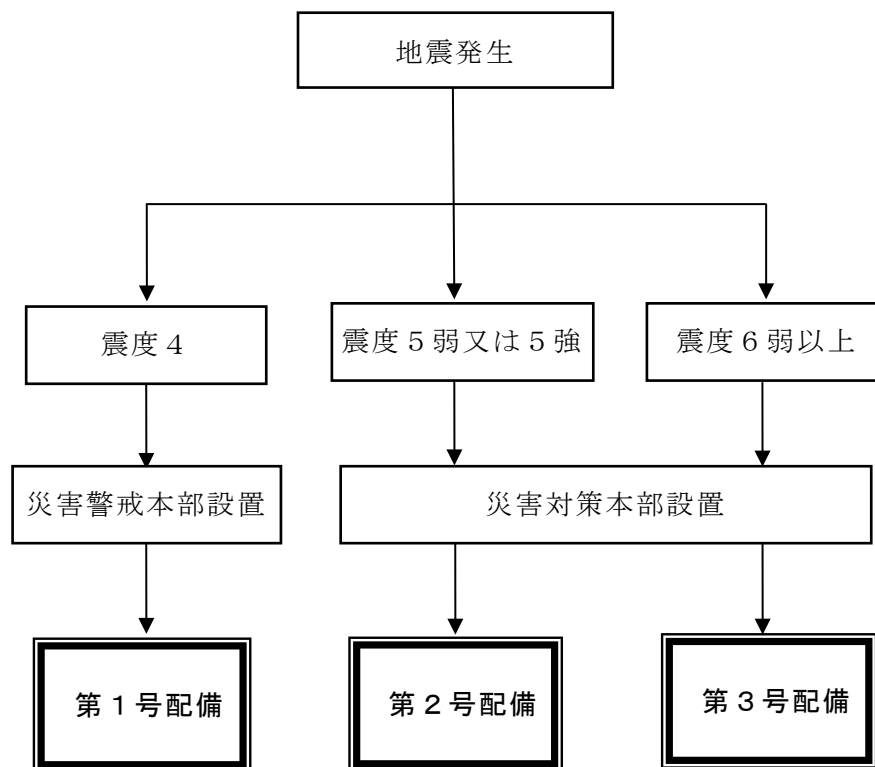 地震発生
震度４
震度５弱又は５強
震度６弱以上
災害警戒本部設置
災害対策本部設置
第１号配備
第２号配備
第３号配備